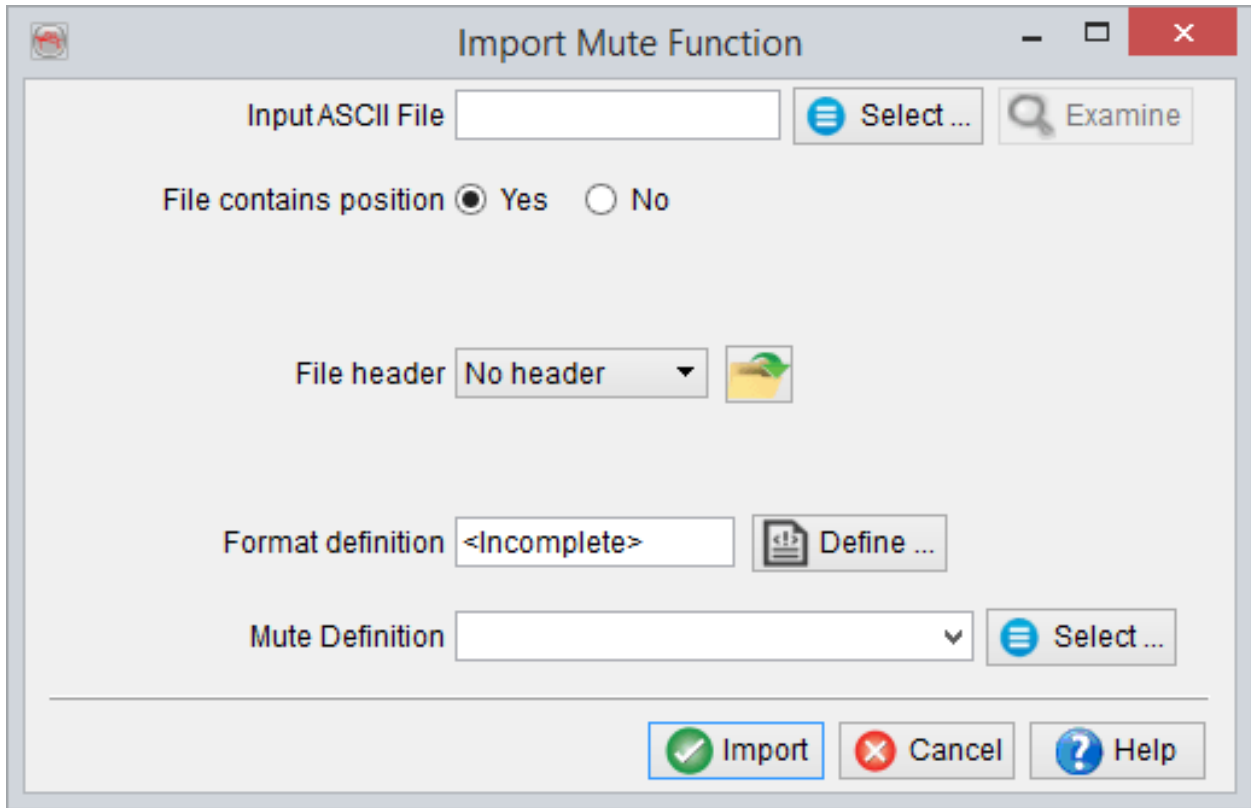 Import Mute Function
Input ASCII File Select ... Examine
File contains position Yes No
File header No header
Format definition <Incomplete> Define ...
Mute Definition Select ...
Import Cancel Help